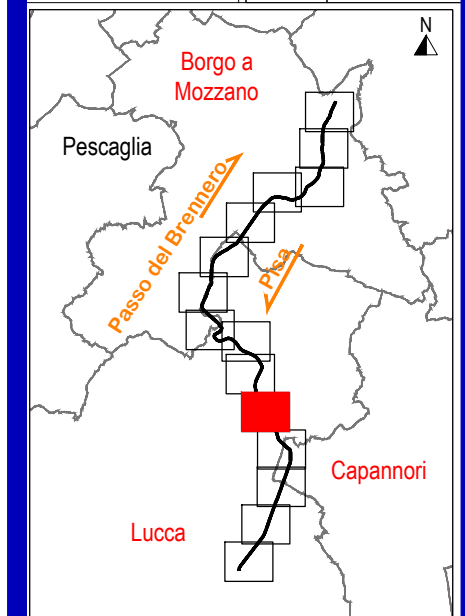 N
Borgo a
Mozzano
Pescaglia
Passo del Brennero
Pisa
Capannori
Lucca